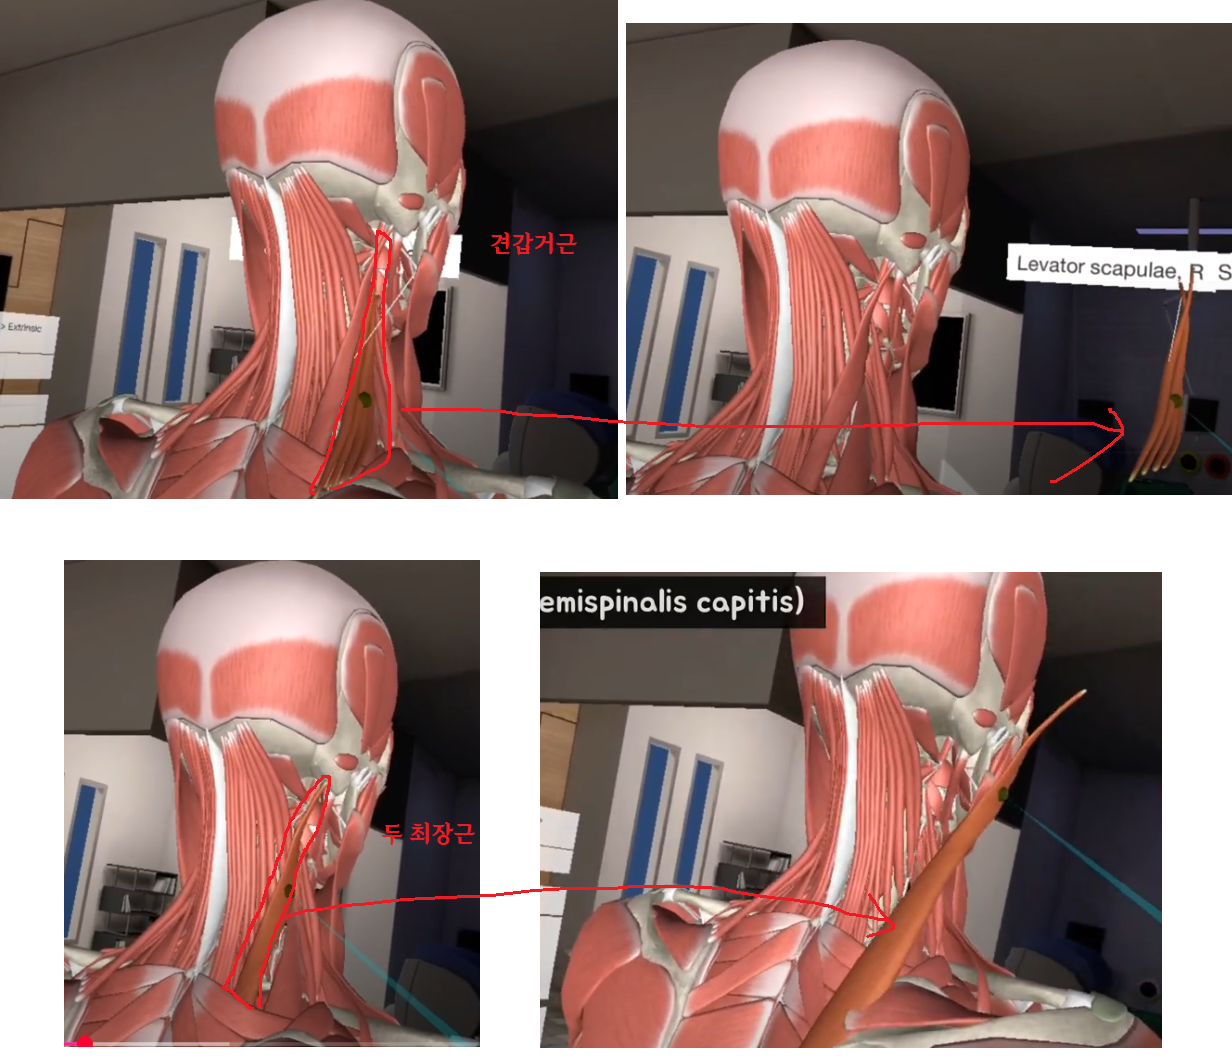 견갑거근
Levator scapulae, R S
> Extrinsic
emispinalis capitis)
두 최장근